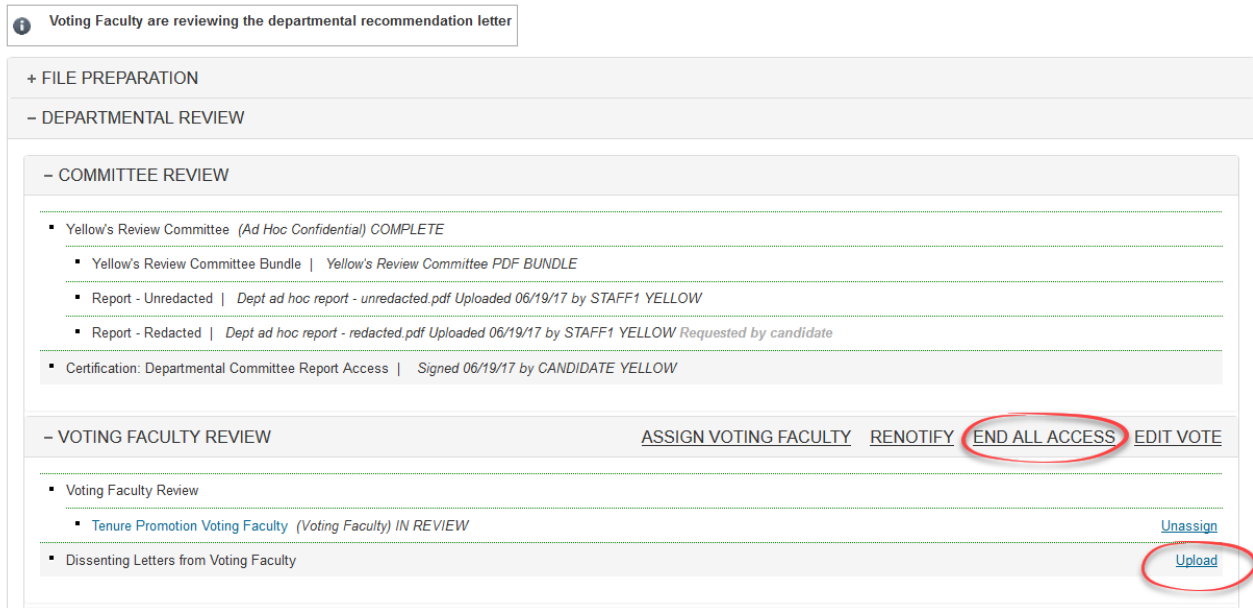 Voting Faculty are reviewing the departmental recommendation letter
+ FILE PREPARATION
– DEPARTMENTAL REVIEW
– COMMITTEE REVIEW
Yellow's Review Committee (Ad Hoc Confidential) COMPLETE
Yellow's Review Committee Bundle | Yellow's Review Committee PDF BUNDLE
Report - Unredacted | Dept ad hoc report - unredacted.pdf Uploaded 06/19/17 by STAFF1 YELLOW
Report - Redacted | Dept ad hoc report - redacted.pdf Uploaded 06/19/17 by STAFF1 YELLOW Requested by candidate
Certification: Departmental Committee Report Access | Signed 06/19/17 by CANDIDATE YELLOW
– VOTING FACULTY REVIEW ASSIGN VOTING FACULTY RENOTIFY END ALL ACCESS EDIT VOTE
Voting Faculty Review
Tenure Promotion Voting Faculty (Voting Faculty) IN REVIEW Unassign
Dissenting Letters from Voting Faculty Upload